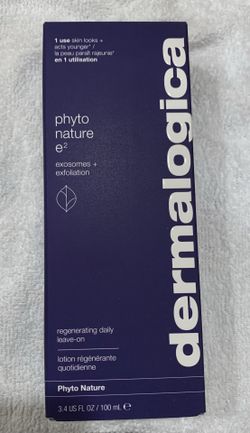 1 use skin looks +
acts younger* /
la peau paraît rajeunie*
en 1 utilisation
phyto
nature
e²
exosomes +
exfoliation
dermalogica
regenerating daily
leave-on
lotion régénérante
quotidienne
Phyto Nature
3.4 US FL OZ / 100 mL ℮